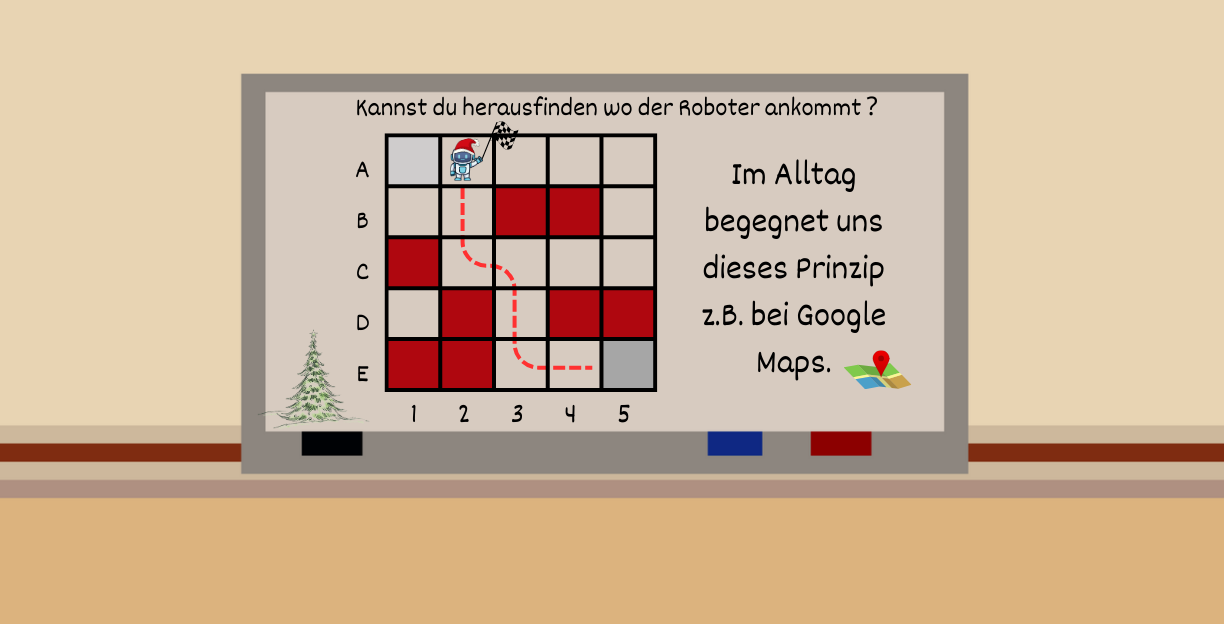 Kannst du herausfinden wo der Roboter ankommt ?
A
B
C
D
E
1 2 3 4 5
Im Alltag
begegnet uns
dieses Prinzip
z.B. bei Google
Maps.